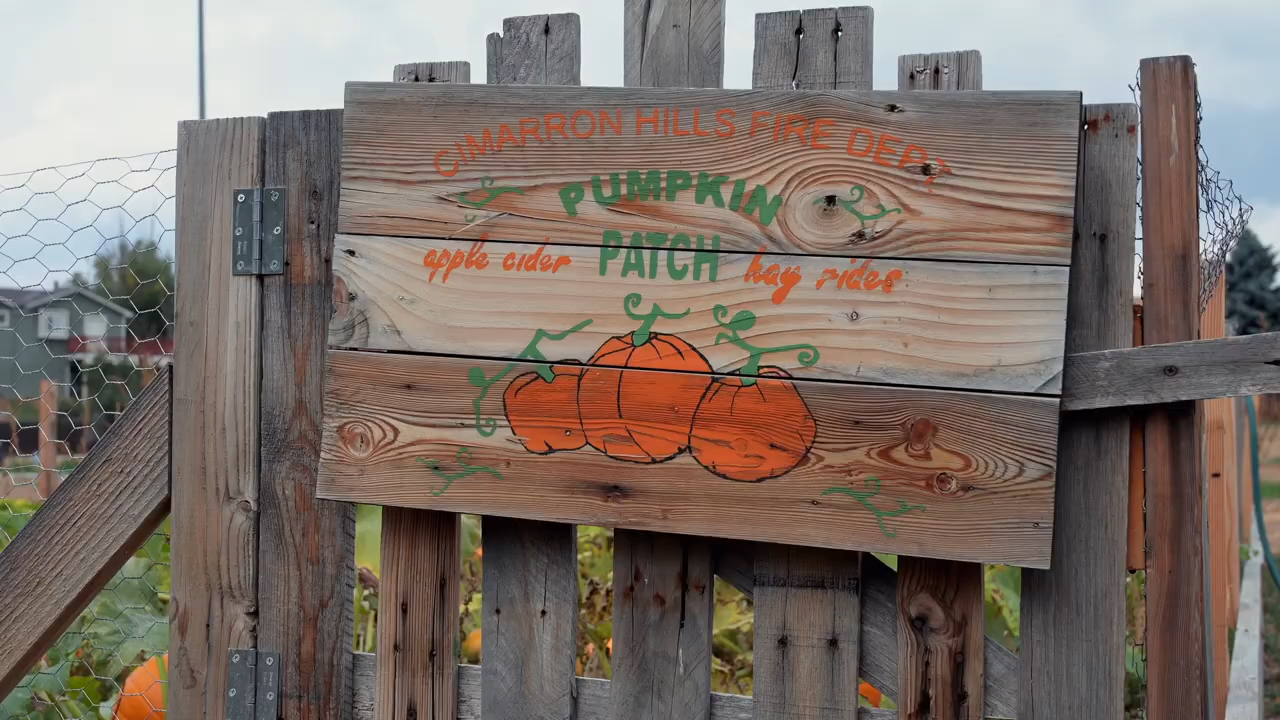 CIMARRON HILLS FIRE DEPT
PUMPKIN
PATCH
apple cider
hay rides